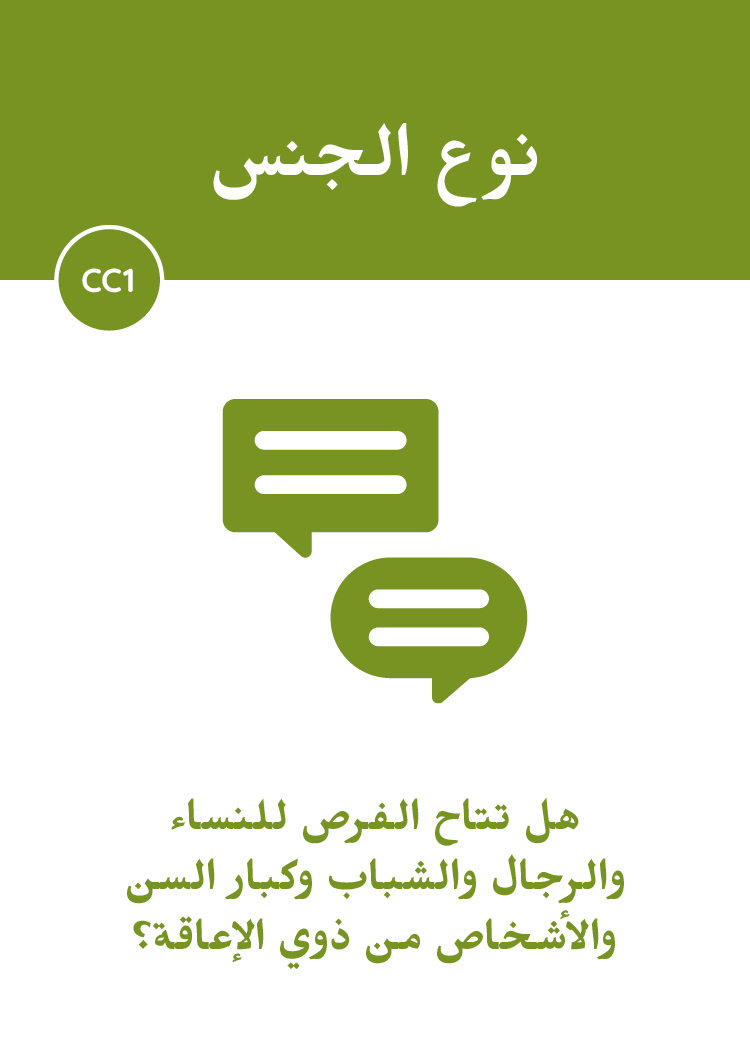 نوع الجنس
CC1
هل تتاح الفرص للنساء
والرجال والشباب وكبار السن
والأشخاص من ذوي الإعاقة؟